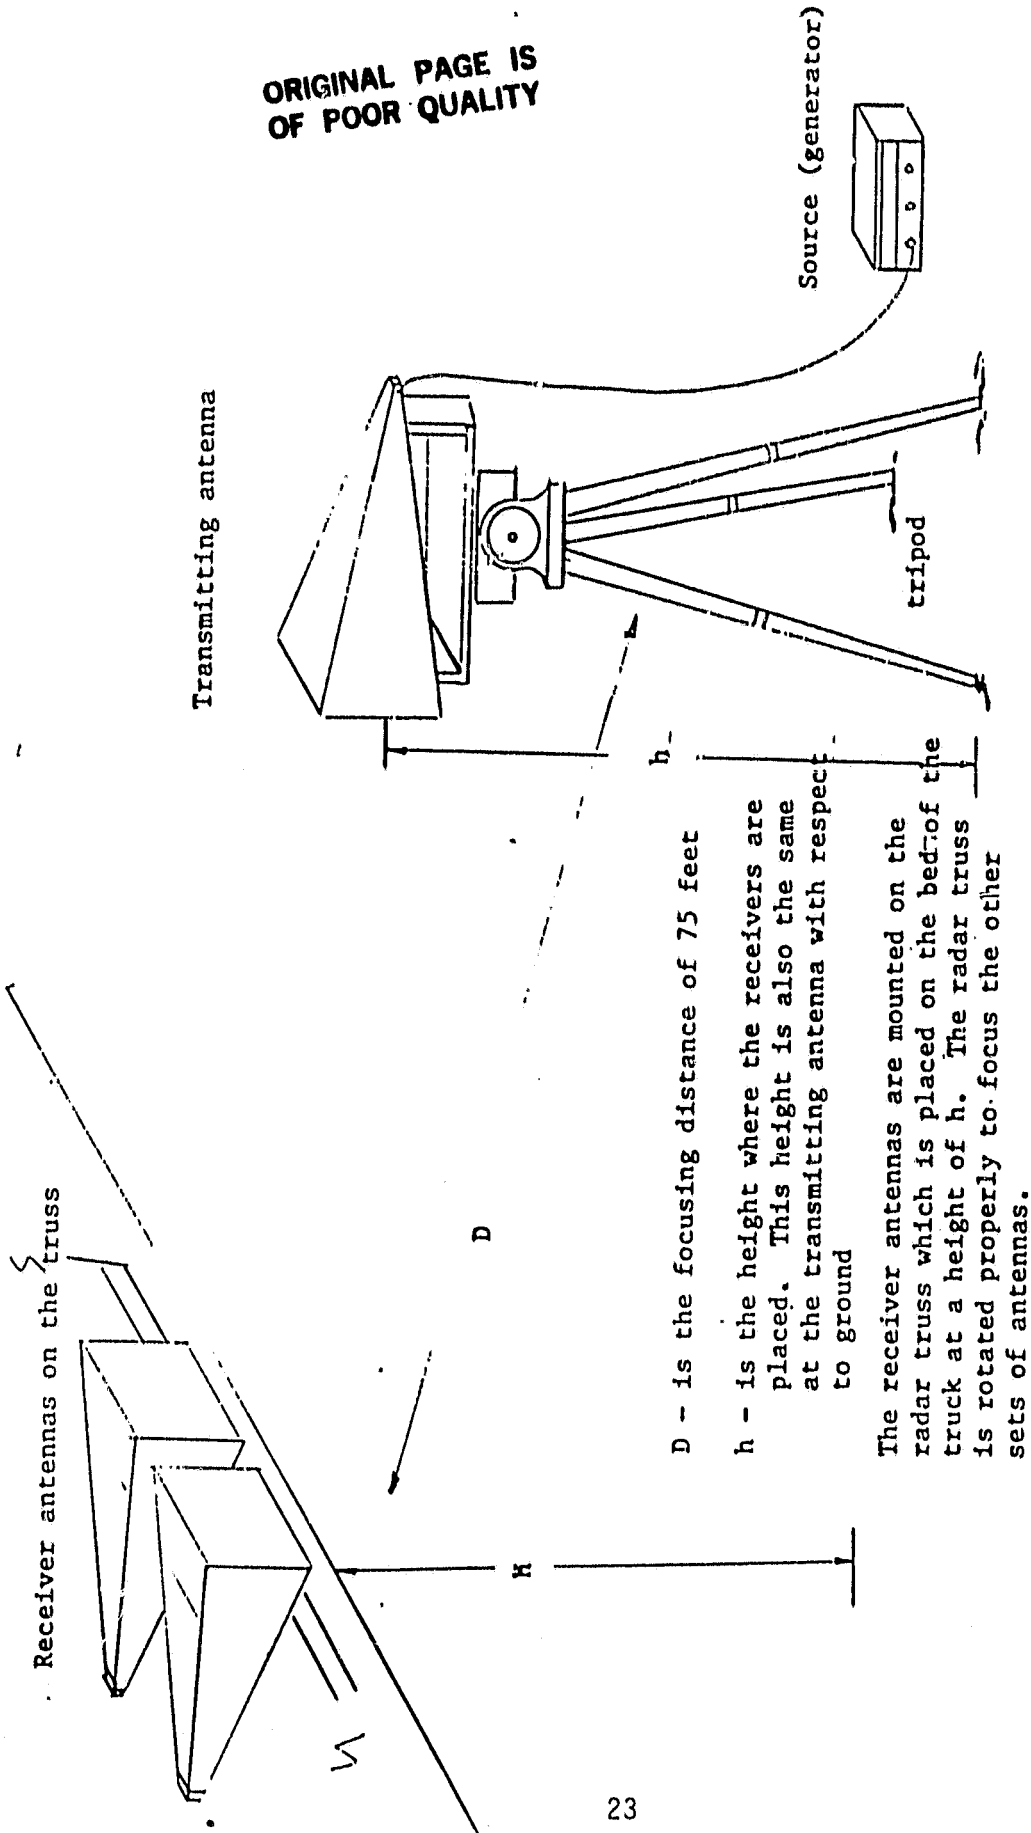 ORIGINAL PAGE IS
OF POOR QUALITY
Receiver antennas on the truss
Transmitting antenna
Source (generator)
tripod
D
h
H
D - is the focusing distance of 75 feet
h - is the height where the receivers are
placed. This height is also the same
at the transmitting antenna with respect
to ground
The receiver antennas are mounted on the
radar truss which is placed on the bed of the
truck at a height of h. The radar truss
is rotated properly to focus the other
sets of antennas.
23